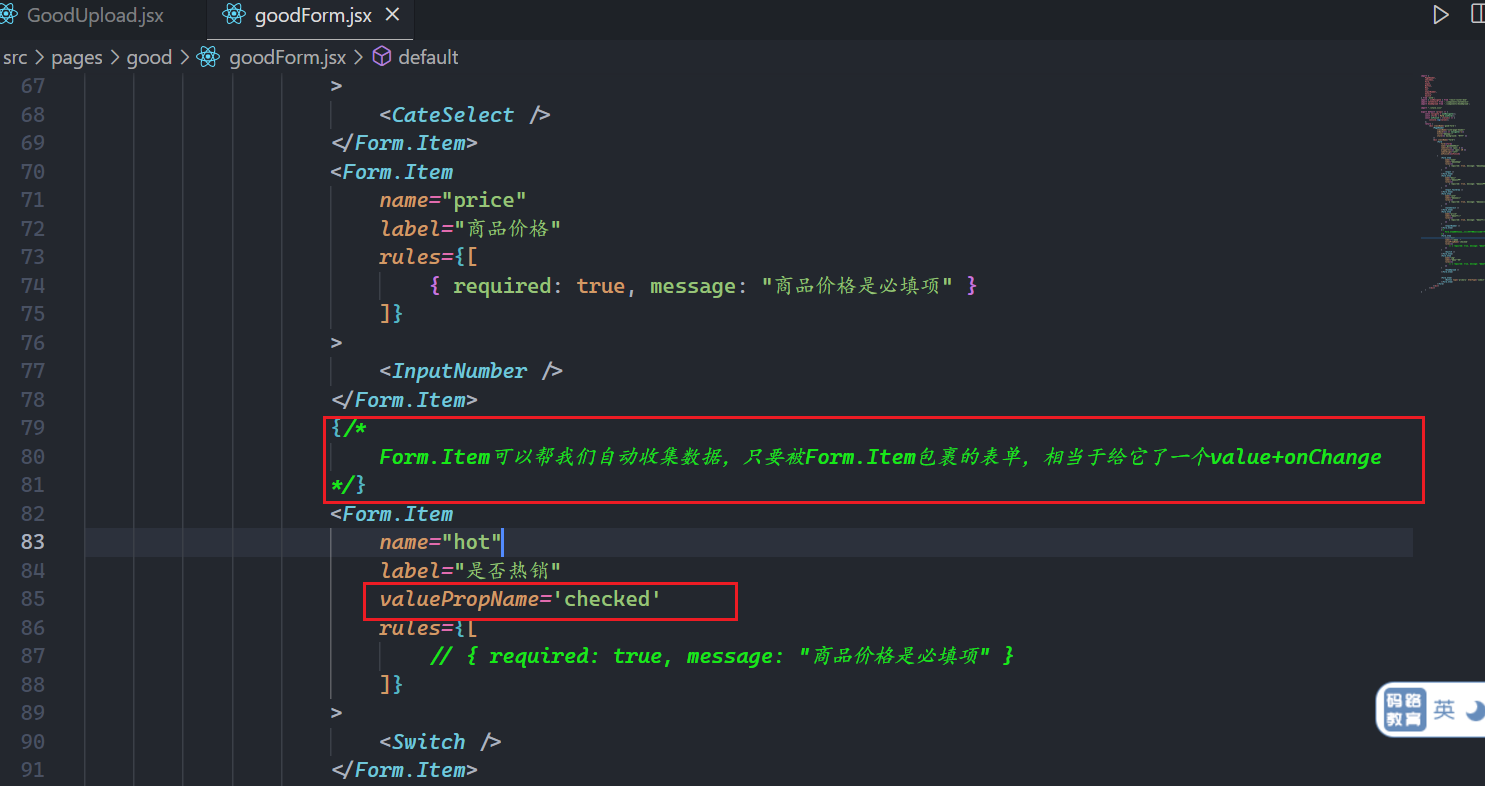 GoodUpload.jsx goodForm.jsx
src > pages > good > goodForm.jsx > default
67 >
68 <CateSelect />
69 </Form.Item>
70 <Form.Item
71 name="price"
72 label="商品价格"
73 rules={[
74 { required: true, message: "商品价格是必填项" }
75 ]}
76 >
77 <InputNumber />
78 </Form.Item>
79 {/*
80 Form.Item可以帮我们自动收集数据，只要被Form.Item包裹的表单，相当于给它了一个value+onChange
81 */}
82 <Form.Item
83 name="hot"
84 label="是否热销"
85 valuePropName='checked'
86 rules={[
87 // { required: true, message: "商品价格是必填项" }
88 ]}
89 >
90 <Switch />
91 </Form.Item>
码路教育 英